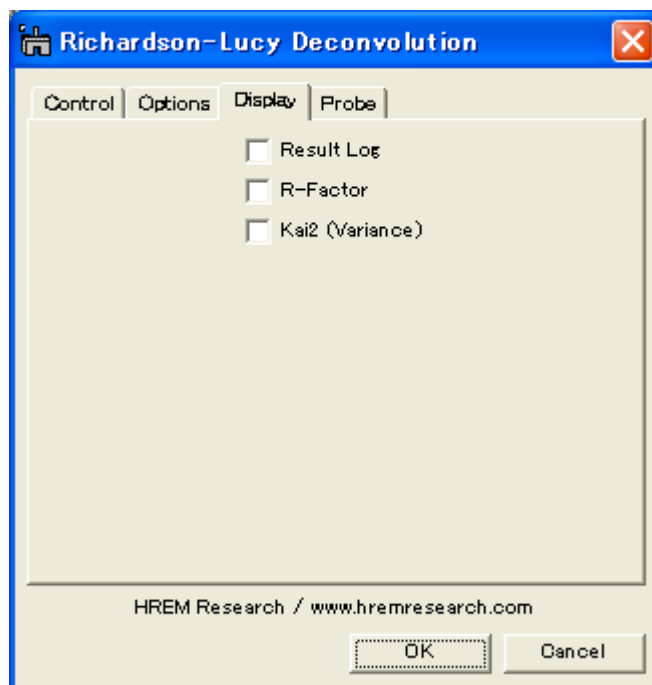 Richardson-Lucy Deconvolution
Control Options Display Probe
Result Log
R-Factor
Kai2 (Variance)
HREM Research / www.hremresearch.com
OK Cancel